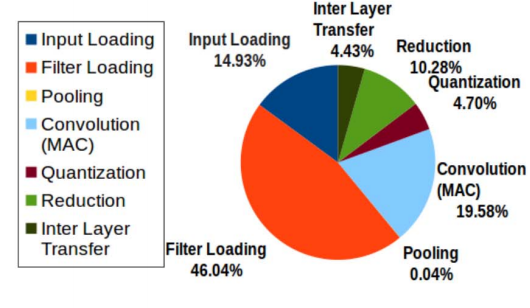 Input Loading
Filter Loading
Pooling
Convolution
(MAC)
Quantization
Reduction
Inter Layer
Transfer
Inter Layer
Transfer
4.43%
Input Loading
14.93%
Reduction
10.28%
Quantization
4.70%
Convolution
(MAC)
19.58%
Pooling
0.04%
Filter Loading
46.04%